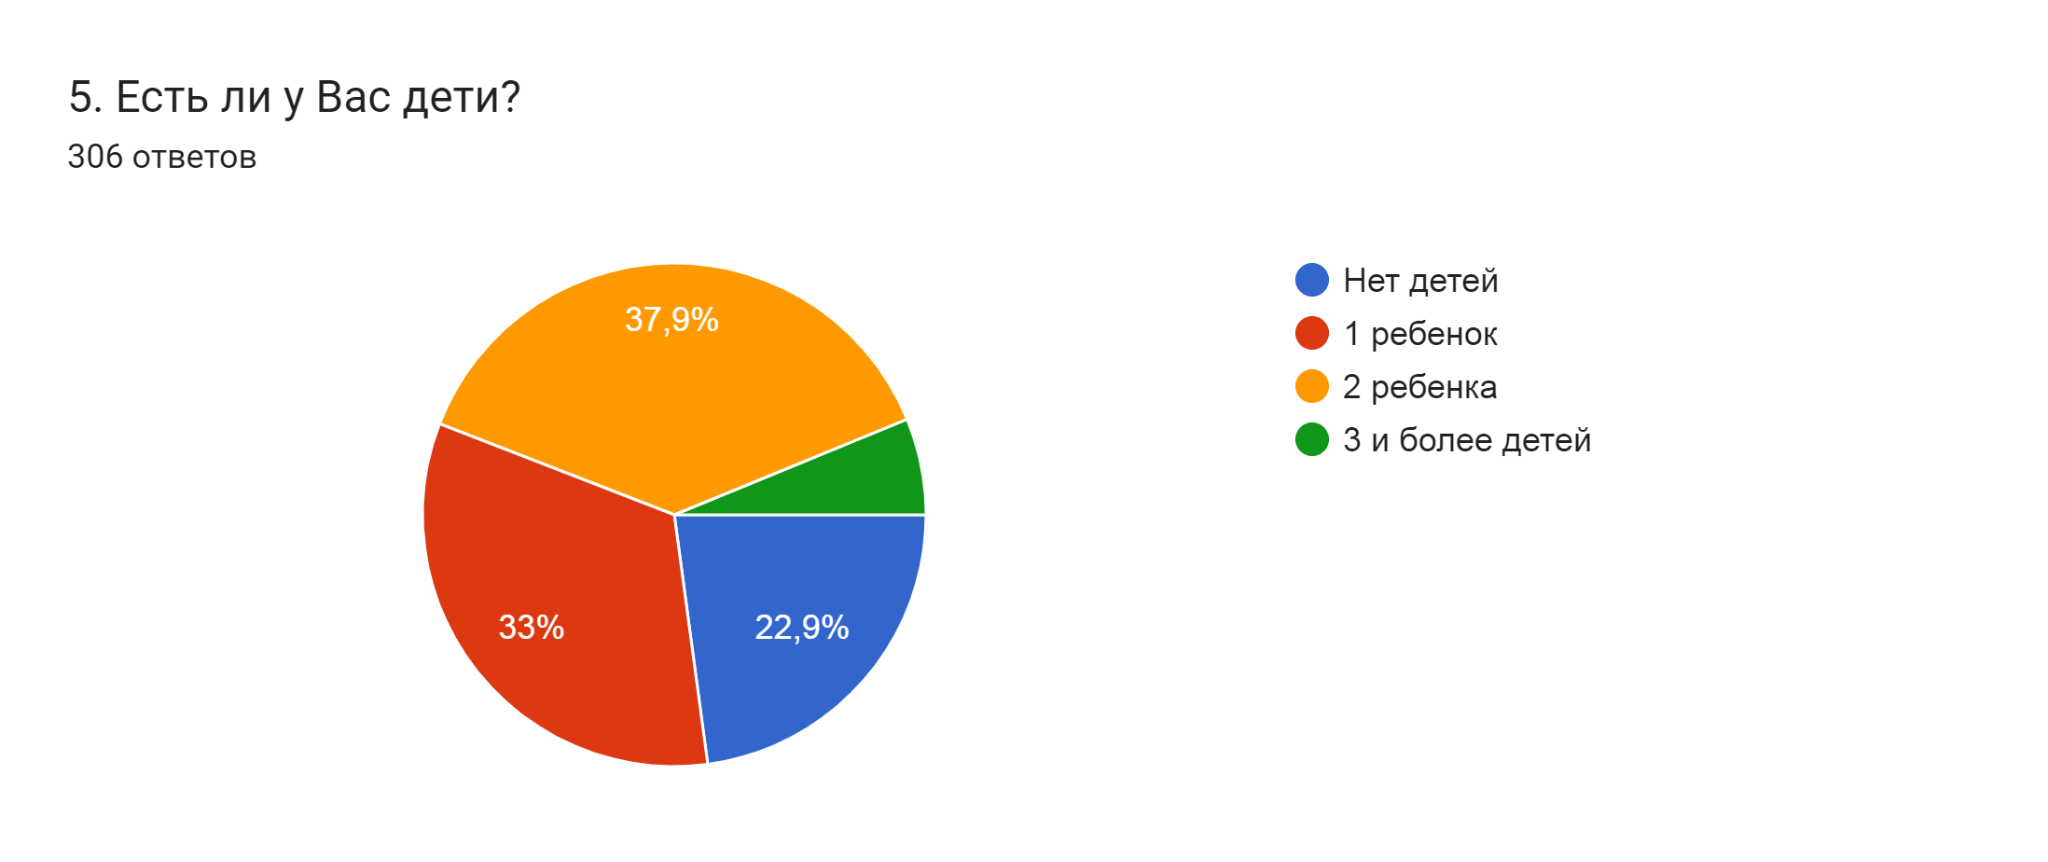 5. Есть ли у Вас дети?
306 ответов
37,9%
33%
22,9%
Нет детей
1 ребенок
2 ребенка
3 и более детей